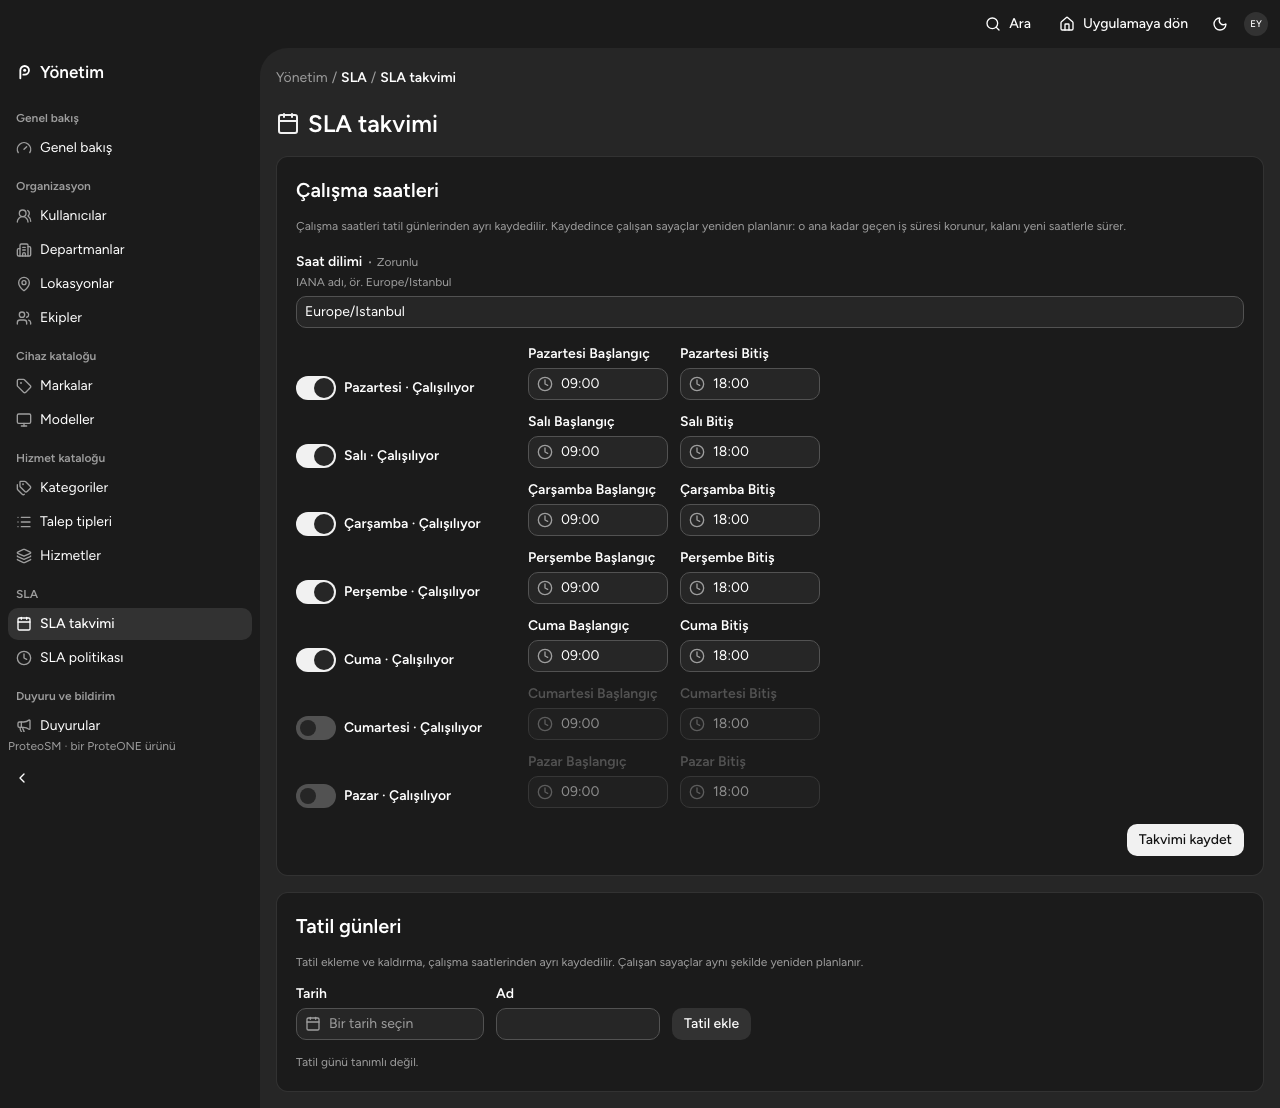 Ara
Uygulamaya dön
EY
Yönetim
Genel bakış
Genel bakış
Organizasyon
Kullanıcılar
Departmanlar
Lokasyonlar
Ekipler
Cihaz kataloğu
Markalar
Modeller
Hizmet kataloğu
Kategoriler
Talep tipleri
Hizmetler
SLA
SLA takvimi
SLA politikası
Duyuru ve bildirim
Duyurular
ProteoSM · bir ProteONE ürünü
Yönetim / SLA / SLA takvimi
SLA takvimi
Çalışma saatleri
Çalışma saatleri tatil günlerinden ayrı kaydedilir. Kaydedince çalışan sayaçlar yeniden planlanır: o ana kadar geçen iş süresi korunur, kalanı yeni saatlerle sürer.
Saat dilimi · Zorunlu
IANA adı, ör. Europe/Istanbul
Europe/Istanbul
Pazartesi Başlangıç Pazartesi Bitiş
Pazartesi · Çalışılıyor 09:00 18:00
Salı Başlangıç Salı Bitiş
Salı · Çalışılıyor 09:00 18:00
Çarşamba Başlangıç Çarşamba Bitiş
Çarşamba · Çalışılıyor 09:00 18:00
Perşembe Başlangıç Perşembe Bitiş
Perşembe · Çalışılıyor 09:00 18:00
Cuma Başlangıç Cuma Bitiş
Cuma · Çalışılıyor 09:00 18:00
Cumartesi Başlangıç Cumartesi Bitiş
Cumartesi · Çalışılıyor 09:00 18:00
Pazar Başlangıç Pazar Bitiş
Pazar · Çalışılıyor 09:00 18:00
Takvimi kaydet
Tatil günleri
Tatil ekleme ve kaldırma, çalışma saatlerinden ayrı kaydedilir. Çalışan sayaçlar aynı şekilde yeniden planlanır.
Tarih Ad
Bir tarih seçin Tatil ekle
Tatil günü tanımlı değil.